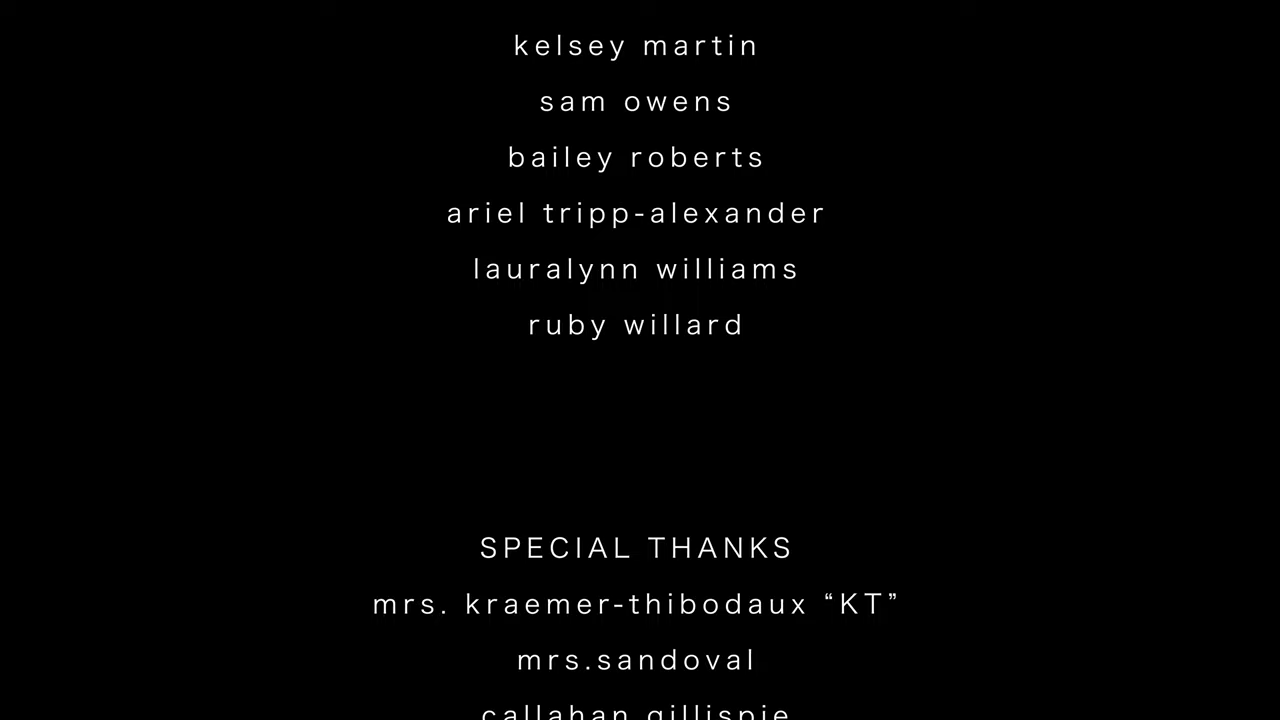 kelsey martin
sam owens
bailey roberts
ariel tripp-alexander
lauralynn williams
ruby willard
SPECIAL THANKS
mrs. kraemer-thibodaux “KT”
mrs.sandoval
callahan gillispie